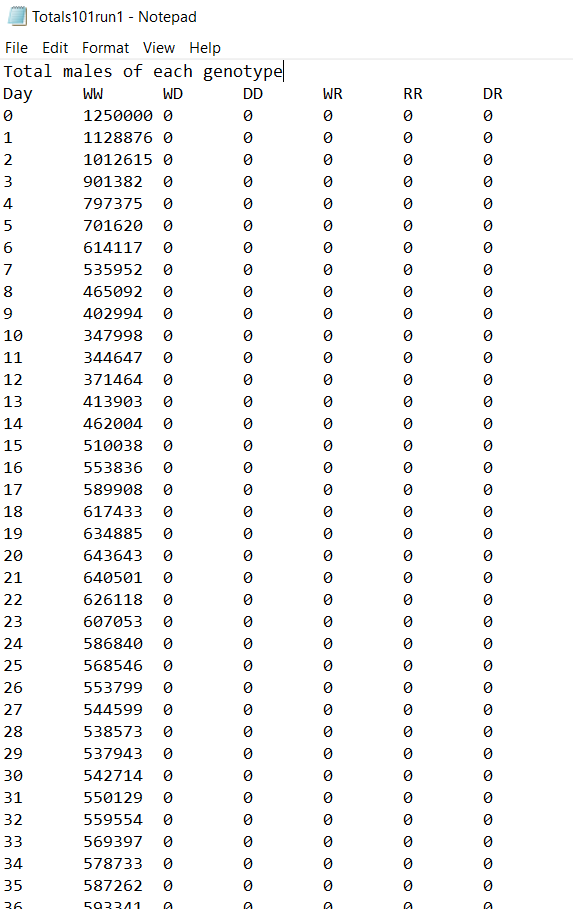 Totals101run1 - Notepad
File Edit Format View Help
Total males of each genotype
Day WW WD DD WR RR DR
0 1250000 0 0 0 0 0
1 1128876 0 0 0 0 0
2 1012615 0 0 0 0 0
3 901382 0 0 0 0 0
4 797375 0 0 0 0 0
5 701620 0 0 0 0 0
6 614117 0 0 0 0 0
7 535952 0 0 0 0 0
8 465092 0 0 0 0 0
9 402994 0 0 0 0 0
10 347998 0 0 0 0 0
11 344647 0 0 0 0 0
12 371464 0 0 0 0 0
13 413903 0 0 0 0 0
14 462004 0 0 0 0 0
15 510038 0 0 0 0 0
16 553836 0 0 0 0 0
17 589908 0 0 0 0 0
18 617433 0 0 0 0 0
19 634885 0 0 0 0 0
20 643643 0 0 0 0 0
21 640501 0 0 0 0 0
22 626118 0 0 0 0 0
23 607053 0 0 0 0 0
24 586840 0 0 0 0 0
25 568546 0 0 0 0 0
26 553799 0 0 0 0 0
27 544599 0 0 0 0 0
28 538573 0 0 0 0 0
29 537943 0 0 0 0 0
30 542714 0 0 0 0 0
31 550129 0 0 0 0 0
32 559554 0 0 0 0 0
33 569397 0 0 0 0 0
34 578733 0 0 0 0 0
35 587262 0 0 0 0 0
36 593341 0 0 0 0 0